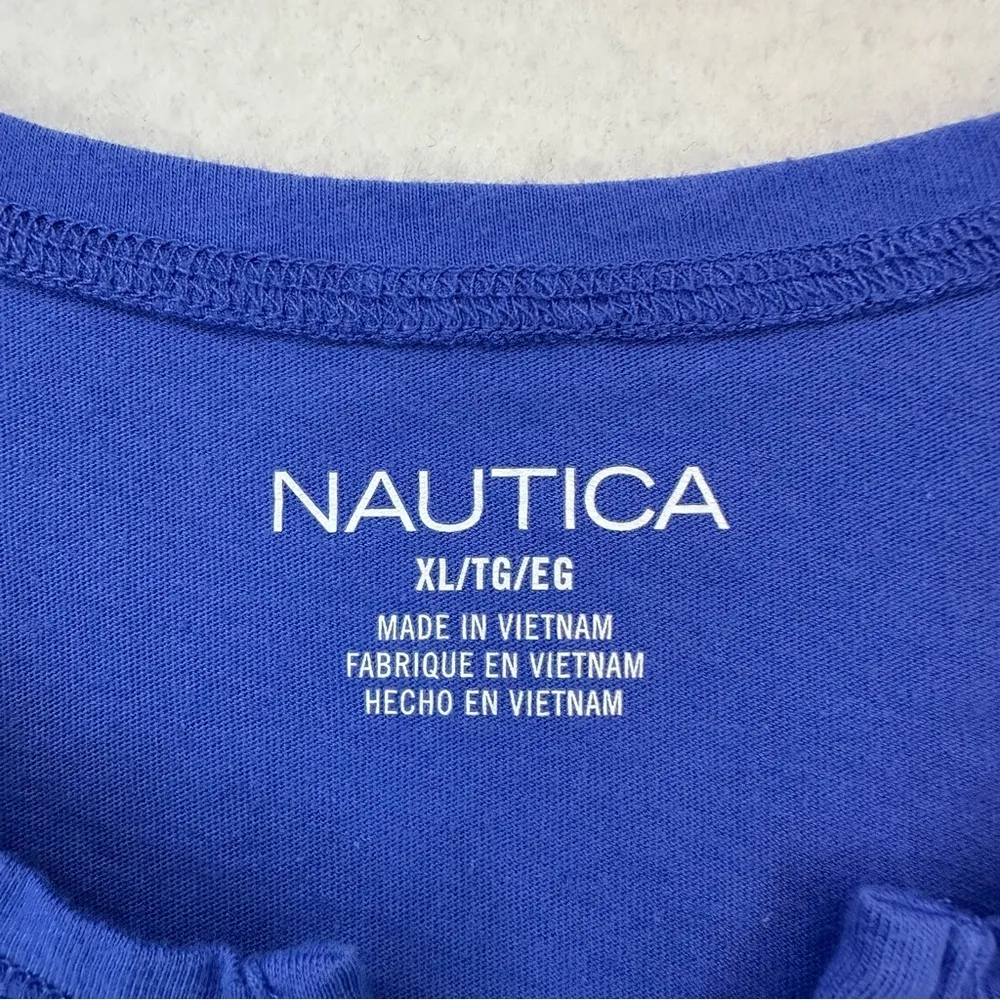 NAUTICA
XL/TG/EG
MADE IN VIETNAM
FABRIQUE EN VIETNAM
HECHO EN VIETNAM